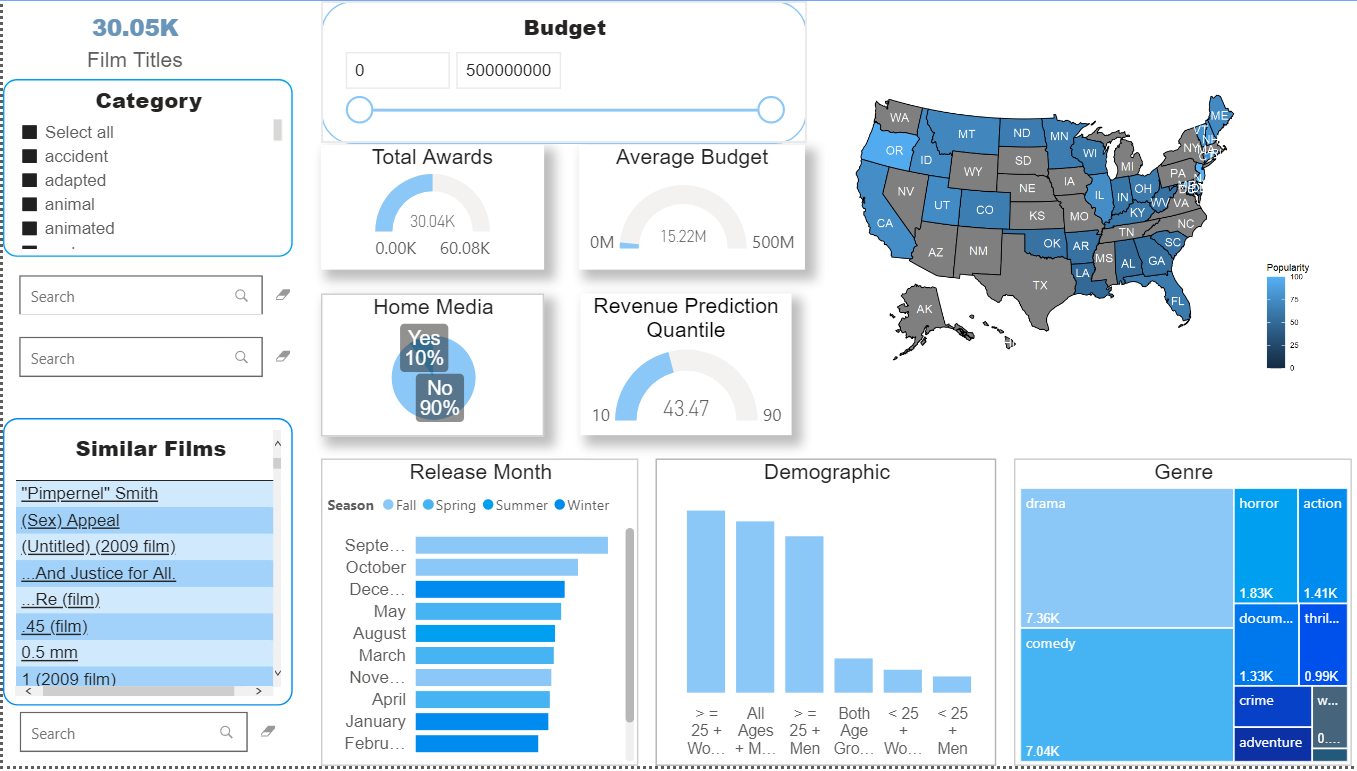 30.05K
Film Titles
Category
Select all
accident
adapted
animal
animated
Search
Search
Similar Films
"Pimpernel" Smith
(Sex) Appeal
(Untitled) (2009 film)
...And Justice for All.
...Re (film)
.45 (film)
0.5 mm
1 (2009 film)
Search
Budget
0
500000000
Total Awards
30.04K
0.00K
60.08K
Average Budget
0M
15.22M
500M
Home Media
Yes
10%
No
90%
Revenue Prediction
Quantile
10
43.47
90
WA
OR
CA
ID
NV
AZ
UT
MT
WY
CO
NM
ND
SD
NE
KS
OK
TX
MN
IA
MO
AR
LA
WI
IL
MS
MI
IN
KY
TN
AL
OH
WV
GA
FL
SC
NC
VA
PA
NY
VT
NH
ME
AK
Popularity
100
75
50
25
0
Release Month
Season Fall Spring Summer Winter
Septe...
October
Dece...
May
August
March
Nove...
April
January
Febru...
Demographic
> =
25 +
Wo...
All
Ages
+ M...
> =
25 +
Men
Both
Age
Gro...
< 25
+
Wo...
< 25
+
Men
Genre
drama
7.36K
comedy
7.04K
horror
1.83K
action
1.41K
docum...
1.33K
thril...
0.99K
crime
adventure
w...
0....